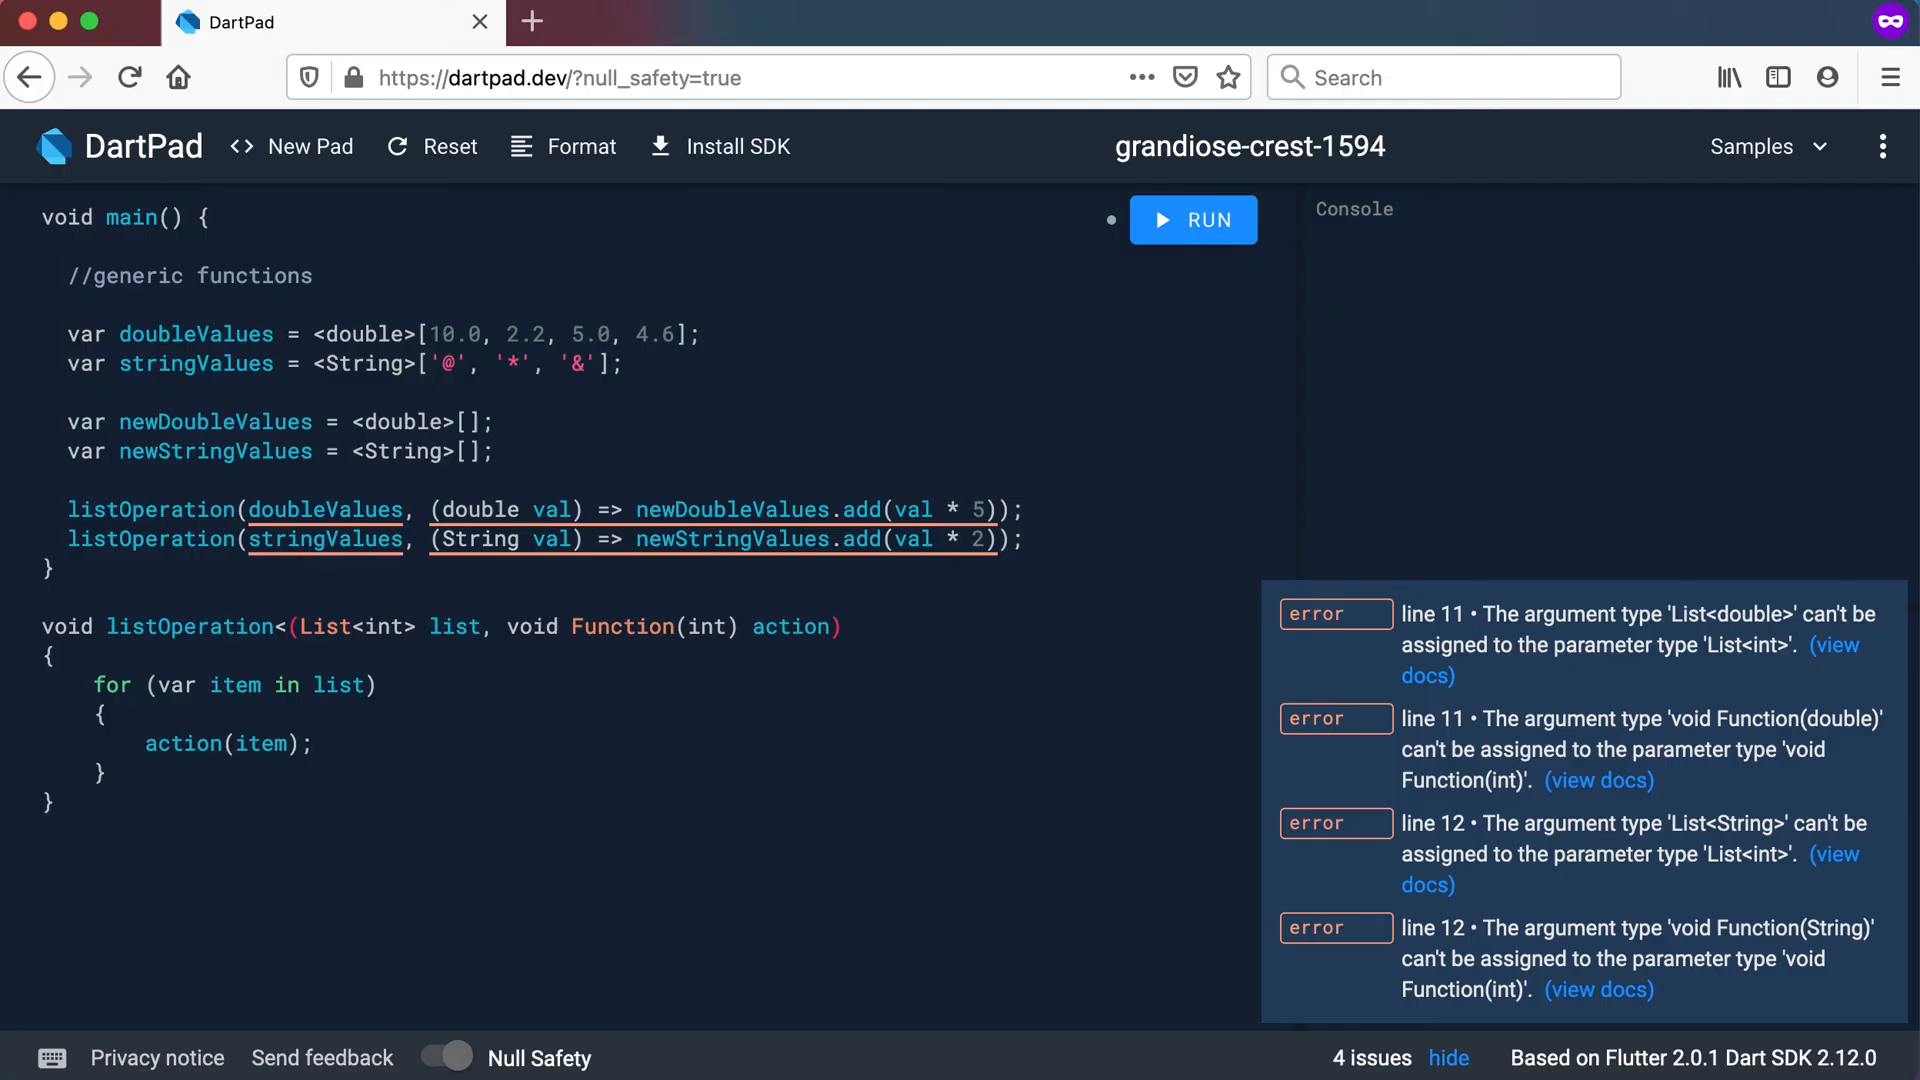 DartPad
https://dartpad.dev/?null_safety=true
Search
DartPad
<> New Pad
Reset
Format
Install SDK
grandiose-crest-1594
Samples
void main() {
RUN
Console
//generic functions
var doubleValues = <double>[10.0, 2.2, 5.0, 4.6];
var stringValues = <String>['@', '*', '&'];
var newDoubleValues = <double>[];
var newStringValues = <String>[];
listOperation(doubleValues, (double val) => newDoubleValues.add(val * 5));
listOperation(stringValues, (String val) => newStringValues.add(val * 2));
}
void listOperation<(List<int> list, void Function(int) action)
{
for (var item in list)
{
action(item);
}
}
error
line 11 • The argument type 'List<double>' can't be
assigned to the parameter type 'List<int>'. (view
docs)
error
line 11 • The argument type 'void Function(double)'
can't be assigned to the parameter type 'void
Function(int)'. (view docs)
error
line 12 • The argument type 'List<String>' can't be
assigned to the parameter type 'List<int>'. (view
docs)
error
line 12 • The argument type 'void Function(String)'
can't be assigned to the parameter type 'void
Function(int)'. (view docs)
Privacy notice
Send feedback
Null Safety
4 issues
hide
Based on Flutter 2.0.1 Dart SDK 2.12.0